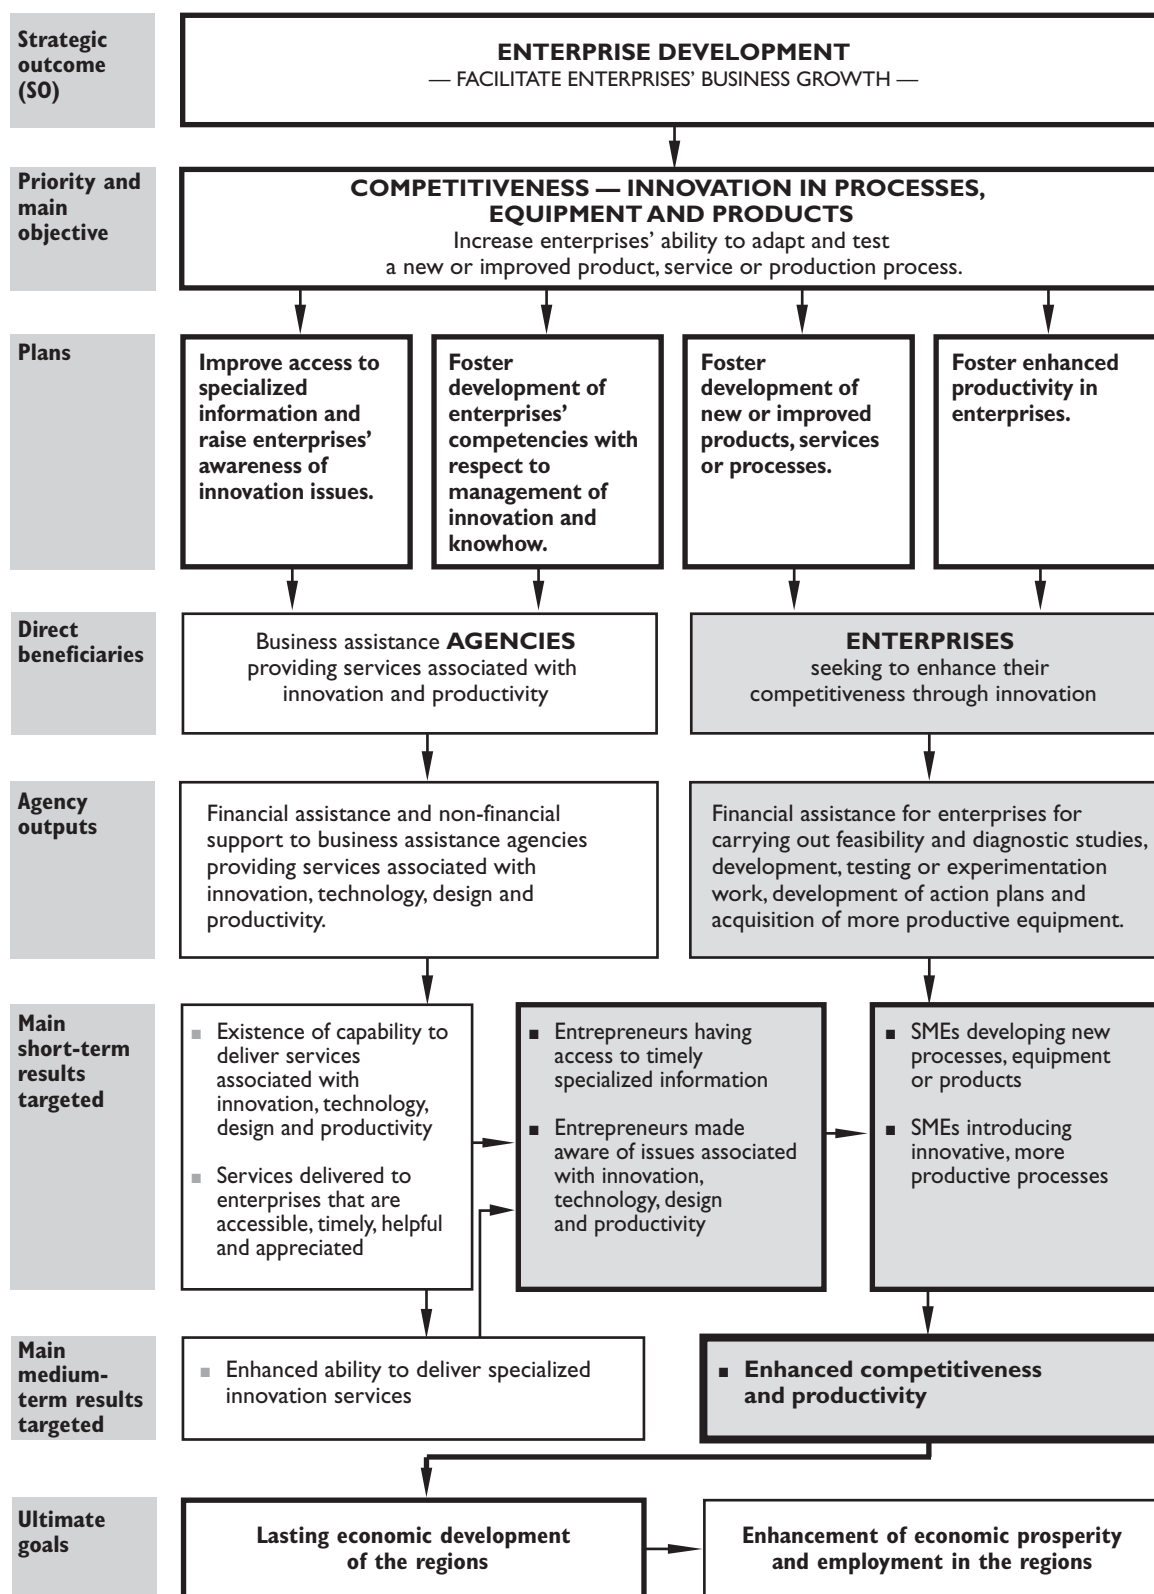 Strategic
outcome
(SO)
ENTERPRISE DEVELOPMENT
— FACILITATE ENTERPRISES’ BUSINESS GROWTH —
Priority and
main
objective
COMPETITIVENESS — INNOVATION IN PROCESSES,
EQUIPMENT AND PRODUCTS
Increase enterprises’ ability to adapt and test
a new or improved product, service or production process.
Plans
Improve access to
specialized
information and
raise enterprises’
awareness of
innovation issues.
Foster
development of
enterprises’
competencies with
respect to
management of
innovation and
knowhow.
Foster
development of
new or improved
products, services
or processes.
Foster enhanced
productivity in
enterprises.
Direct
beneficiaries
Business assistance AGENCIES
providing services associated with
innovation and productivity
ENTERPRISES
seeking to enhance their
competitiveness through innovation
Agency
outputs
Financial assistance and non-financial
support to business assistance agencies
providing services associated with
innovation, technology, design and
productivity.
Financial assistance for enterprises for
carrying out feasibility and diagnostic studies,
development, testing or experimentation
work, development of action plans and
acquisition of more productive equipment.
Main
short-term
results
targeted
■ Existence of capability to
deliver services
associated with
innovation, technology,
design and productivity
■ Services delivered to
enterprises that are
accessible, timely, helpful
and appreciated
■ Entrepreneurs having
access to timely
specialized information
■ Entrepreneurs made
aware of issues associated
with innovation,
technology, design
and productivity
■ SMEs developing new
processes, equipment
or products
■ SMEs introducing
innovative, more
productive processes
Main
medium-
term results
targeted
■ Enhanced ability to deliver specialized
innovation services
■ Enhanced competitiveness
and productivity
Ultimate
goals
Lasting economic development
of the regions
Enhancement of economic prosperity
and employment in the regions